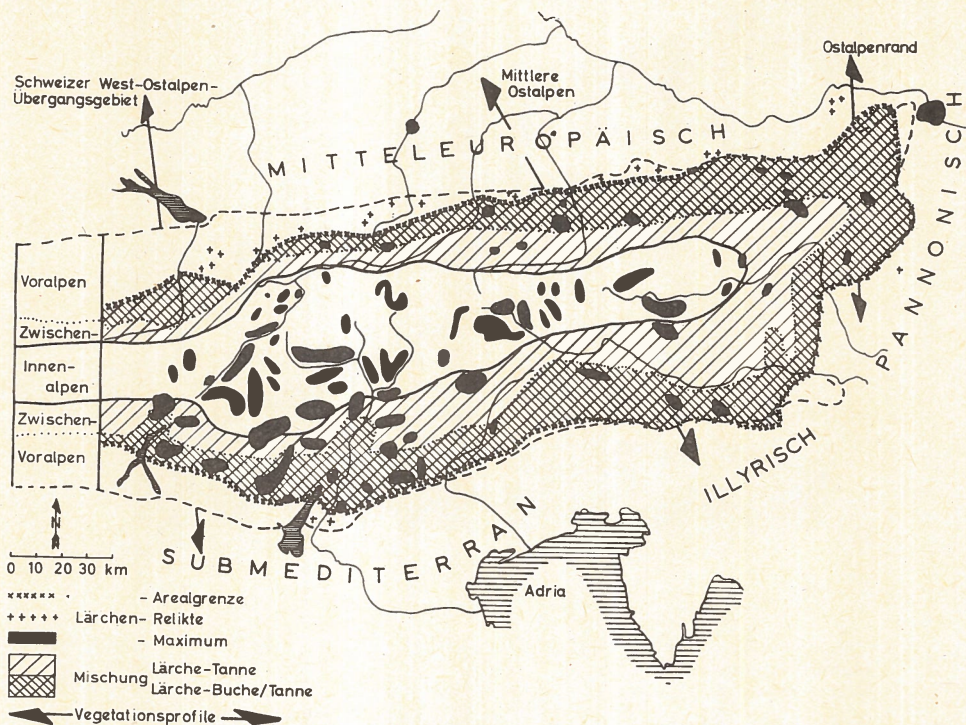 Ostalpenrand
Schweizer West-Ostalpen-
Übergangsgebiet
Mittlere
Ostalpen
MITTELEUROPÄISCH
PANNONISCH
Voralpen
Zwischen-
Innen-
alpen
Zwischen-
Voralpen
ILLYRISCH
SUBMEDITERRAN
Adria
N
0 10 20 30 km
Lärchen-
- Arealgrenze
- Relikte
- Maximum
Mischung
Lärche-Tanne
Lärche-Buche/Tanne
Vegetationsprofile